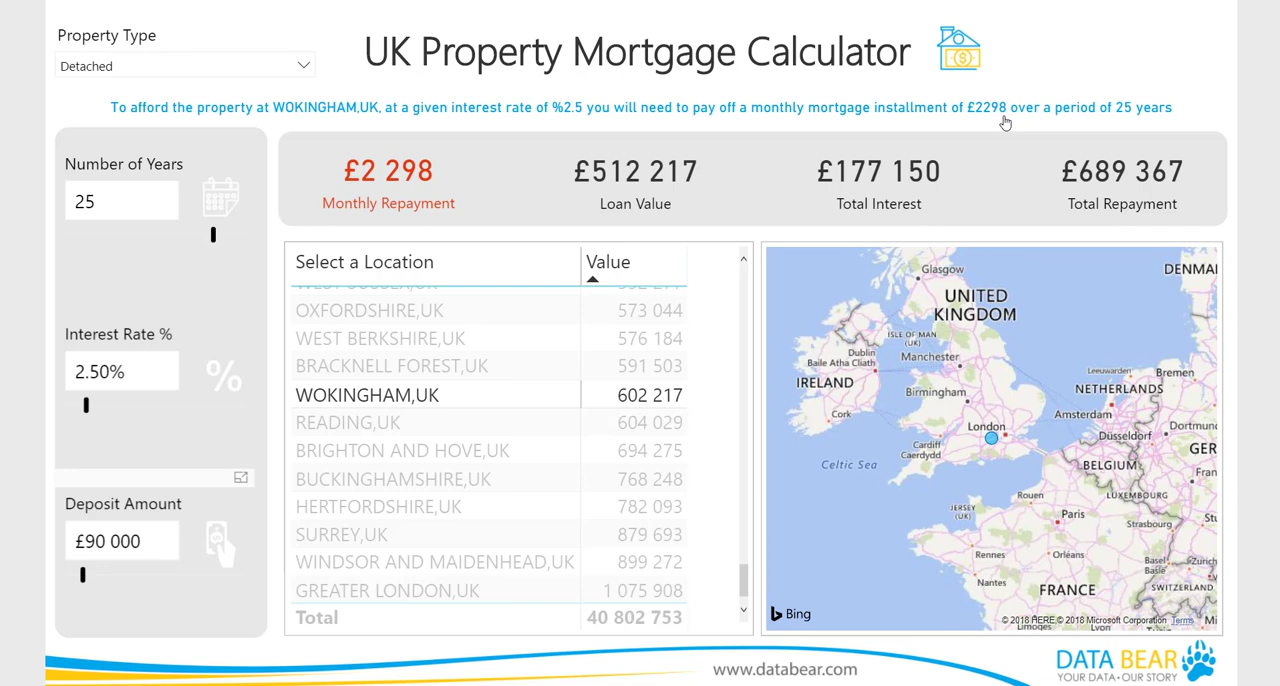 Property Type
Detached
UK Property Mortgage Calculator
To afford the property at WOKINGHAM,UK, at a given interest rate of %2.5 you will need to pay off a monthly mortgage installment of £2298 over a period of 25 years
Number of Years
25
Interest Rate %
2.50%
Deposit Amount
£90 000
£2 298
Monthly Repayment
£512 217
Loan Value
£177 150
Total Interest
£689 367
Total Repayment
Select a Location Value
OXFORDSHIRE,UK 573 044
WEST BERKSHIRE,UK 576 184
BRACKNELL FOREST,UK 591 503
WOKINGHAM,UK 602 217
READING,UK 604 029
BRIGHTON AND HOVE,UK 694 275
BUCKINGHAMSHIRE,UK 768 248
HERTFORDSHIRE,UK 782 093
SURREY,UK 879 693
WINDSOR AND MAIDENHEAD,UK 899 272
GREATER LONDON,UK 1 075 908
Total 40 802 753
Glasgow
DENMA
UNITED
KINGDOM
ISLE OF MAN
(UK)
Dublin
Baile Átha Cliath
Manchester
IRELAND
Birmingham
Leeuwarden
Bremen
NETHERLANDS
Amsterdam
Cork
London
Cardiff
Caerdydd
Düsseldorf
Dortmund
GER
Celtic Sea
BELGIUM
Fran
Rouen
LUXEMBOURG
JERSEY
(UK)
Paris
Strasbourg
Stu
Rennes
Orléans
Basel
Basle
Zurich
Nantes
FRANCE
SWITZERLAND
Bing
© 2018 HERE © 2018 Microsoft Corporation Terms
Limoges
Lyon
Mi
www.databear.com
DATA BEAR
YOUR DATA • OUR STORY